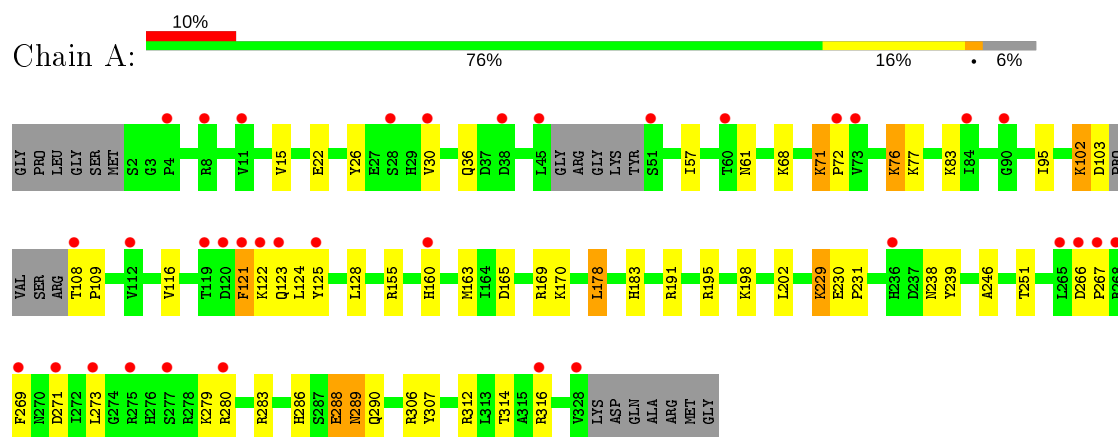 10%
Chain A:
76% 16% • 6%
GLY PRO LEU GLY SER MET S2 G3 P4 R8 V11 V15 E22 Y26 E27 S28 H29 V30 Q36 D37 D38 L45 GLY ARG GLY LYS TYR S51 I57 T60 N61 K68 K71 P72 V73 K76 K77 K83 I84 G90 I95 K102 D103
VAL SER ARG T108 P109 V112 V116 T119 D120 F121 K122 Q123 L124 Y125 L128 R155 H160 M163 I164 D165 R169 K170 L178 H183 R191 R195 K198 L202 K229 E230 P231 H236 D237 N238 Y239 A246 T251 L265 D266 P267
F269 N270 D271 I272 L273 G274 R275 H276 S277 R278 K279 R280 R283 H286 S287 E288 N289 Q290 R306 Y307 R312 L313 T314 A315 R316 V328 LYS ASP GLN ALA ARG MET GLY